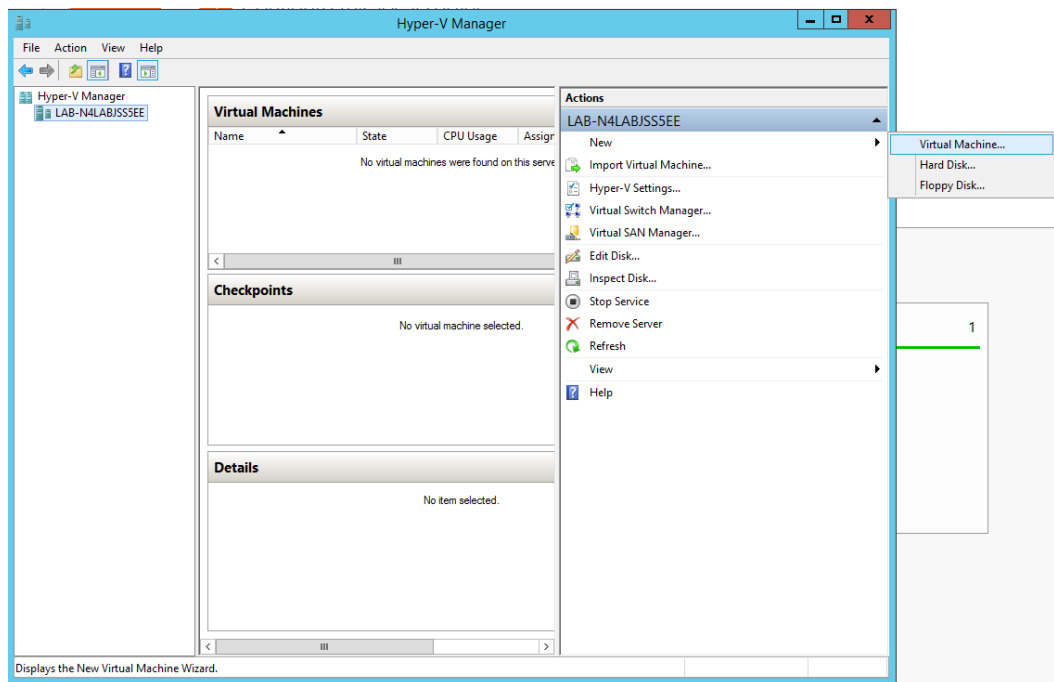 Hyper-V Manager
File Action View Help
Hyper-V Manager
LAB-N4LABJSS5EE
Virtual Machines
Name State CPU Usage Assigr
No virtual machines were found on this serve
Checkpoints
No virtual machine selected.
Details
No item selected.
Actions
LAB-N4LABJSS5EE
New
Import Virtual Machine...
Hyper-V Settings...
Virtual Switch Manager...
Virtual SAN Manager...
Edit Disk...
Inspect Disk...
Stop Service
Remove Server
Refresh
View
Help
Virtual Machine...
Hard Disk...
Floppy Disk...
1
Displays the New Virtual Machine Wizard.